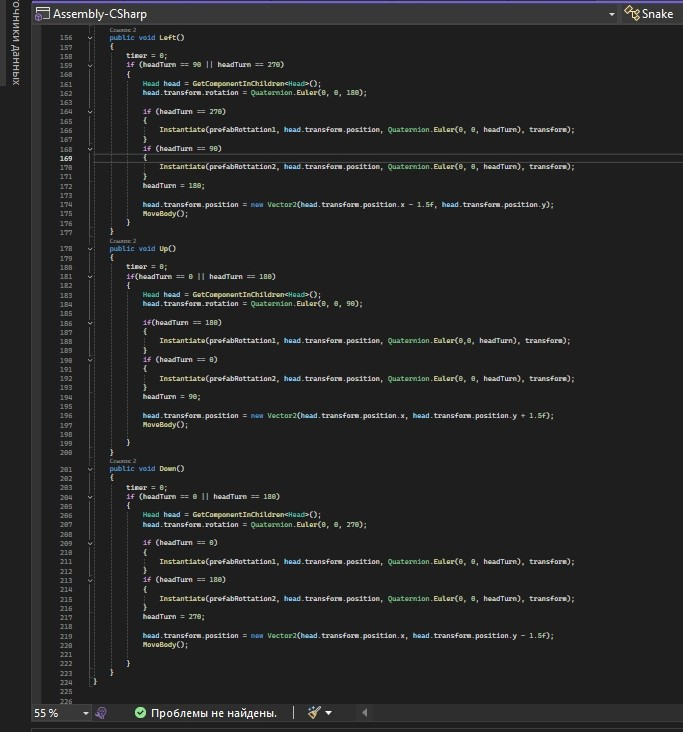 очники данных
Assembly-CSharp
Snake
Ссылок: 2
156 public void Left()
157 {
158 timer = 0;
159 if (headTurn == 90 || headTurn == 270)
160 {
161 Head head = GetComponentInChildren<Head>();
162 head.transform.rotation = Quaternion.Euler(0, 0, 180);
163
164 if (headTurn == 270)
165 {
166 Instantiate(prefabRottation1, head.transform.position, Quaternion.Euler(0, 0, headTurn), transform);
167 }
168 if (headTurn == 90)
169 {
170 Instantiate(prefabRottation2, head.transform.position, Quaternion.Euler(0, 0, headTurn), transform);
171 }
172 headTurn = 180;
173
174 head.transform.position = new Vector2(head.transform.position.x - 1.5f, head.transform.position.y);
175 MoveBody();
176 }
177 }
Ссылок: 2
178 public void Up()
179 {
180 timer = 0;
181 if(headTurn == 0 || headTurn == 180)
182 {
183 Head head = GetComponentInChildren<Head>();
184 head.transform.rotation = Quaternion.Euler(0, 0, 90);
185
186 if(headTurn == 180)
187 {
188 Instantiate(prefabRottation1, head.transform.position, Quaternion.Euler(0,0, headTurn), transform);
189 }
190 if (headTurn == 0)
191 {
192 Instantiate(prefabRottation2, head.transform.position, Quaternion.Euler(0, 0, headTurn), transform);
193 }
194 headTurn = 90;
195
196 head.transform.position = new Vector2(head.transform.position.x, head.transform.position.y + 1.5f);
197 MoveBody();
198
199 }
200 }
Ссылок: 2
201 public void Down()
202 {
203 timer = 0;
204 if (headTurn == 0 || headTurn == 180)
205 {
206 Head head = GetComponentInChildren<Head>();
207 head.transform.rotation = Quaternion.Euler(0, 0, 270);
208
209 if (headTurn == 0)
210 {
211 Instantiate(prefabRottation1, head.transform.position, Quaternion.Euler(0, 0, headTurn), transform);
212 }
213 if (headTurn == 180)
214 {
215 Instantiate(prefabRottation2, head.transform.position, Quaternion.Euler(0, 0, headTurn), transform);
216 }
217 headTurn = 270;
218
219 head.transform.position = new Vector2(head.transform.position.x, head.transform.position.y - 1.5f);
220 MoveBody();
221
222 }
223 }
224 }
225
226
55 %
Проблемы не найдены.